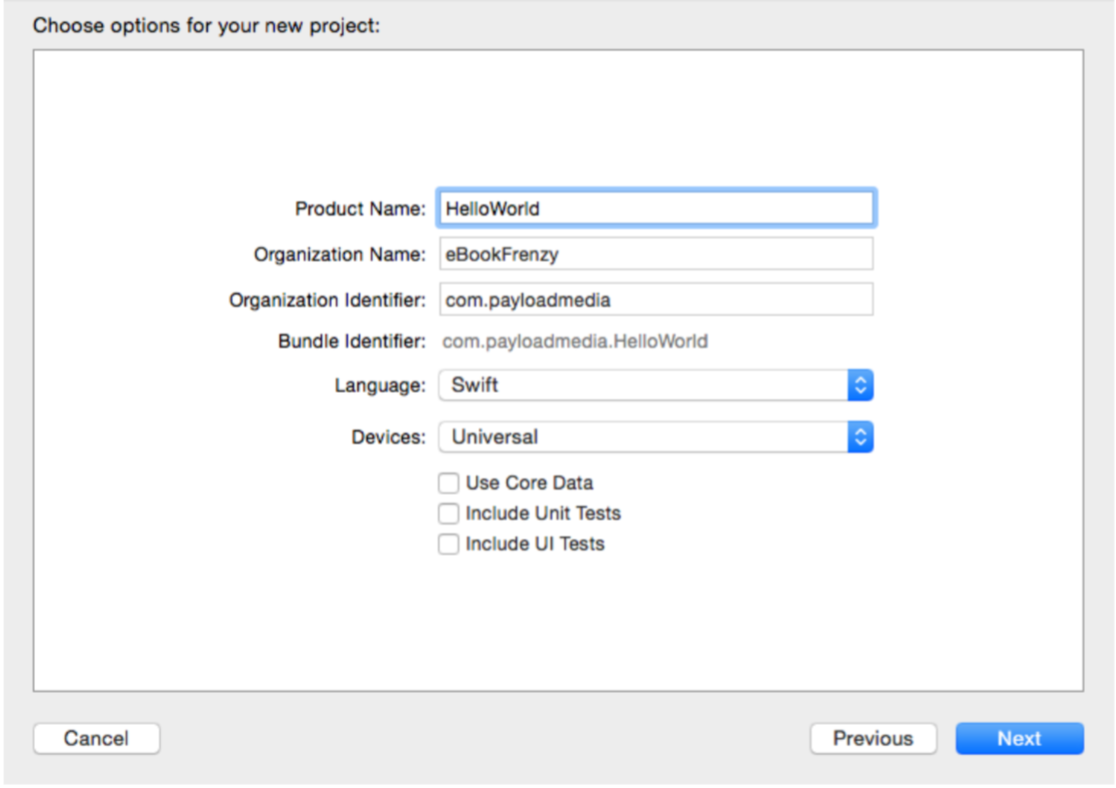 Choose options for your new project:
Product Name: HelloWorld
Organization Name: eBookFrenzy
Organization Identifier: com.payloadmedia
Bundle Identifier: com.payloadmedia.HelloWorld
Language: Swift
Devices: Universal
Use Core Data
Include Unit Tests
Include UI Tests
Cancel Previous Next